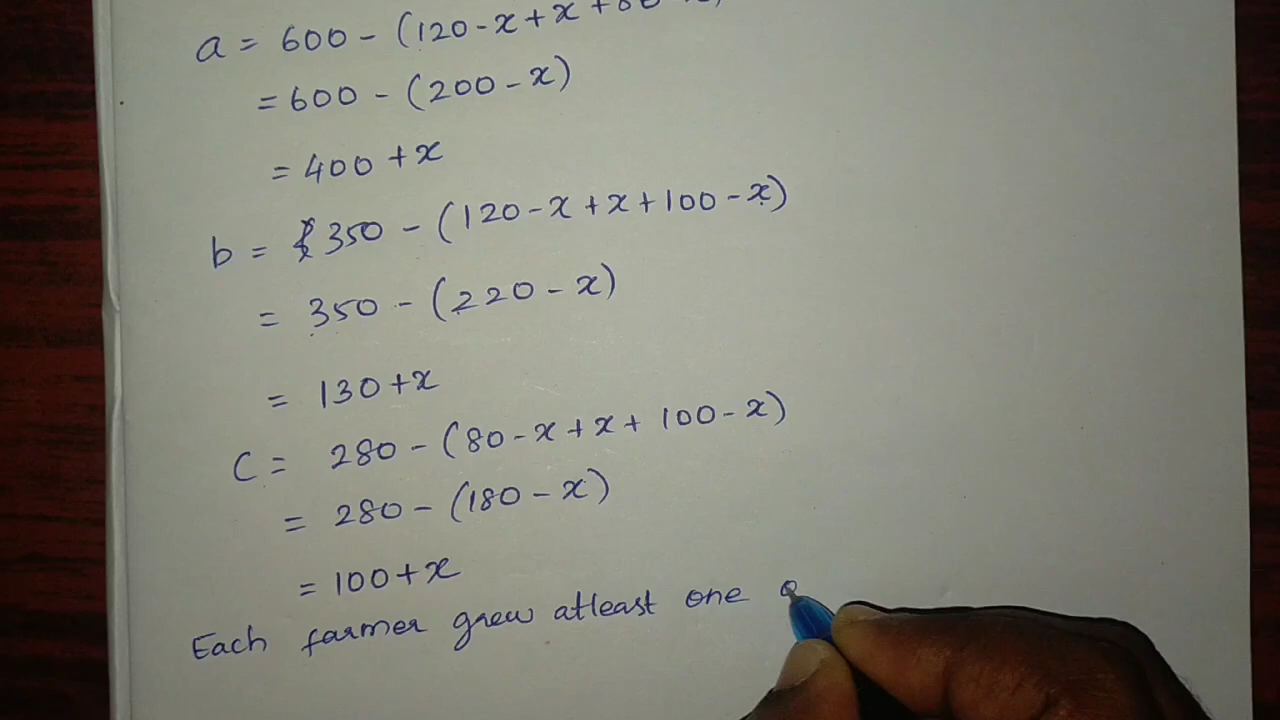 a = 600 - (120 - x + x +
= 600 - (200 - x)
= 400 + x
b = 350 - (120 - x + x + 100 - x)
= 350 - (220 - x)
= 130 + x
C = 280 - (80 - x + x + 100 - x)
= 280 - (180 - x)
= 100 + x
Each farmer grew atleast one